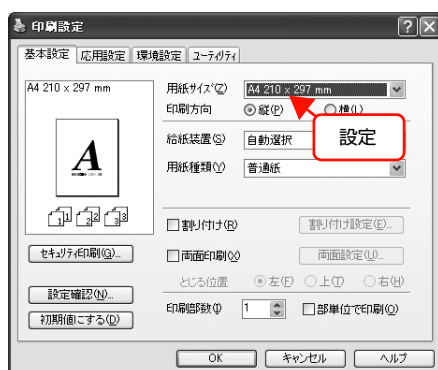 印刷設定
基本設定 応用設定 環境設定 ユーティリティ
A4 210 x 297 mm
用紙サイズ(Z) A4 210 x 297 mm
印刷方向 縦(P) 横(L)
設定
給紙装置(S) 自動選択
用紙種類(Y) 普通紙
A
1 1 2 2 3 3
割り付け(R) 割り付け設定(E)...
セキュリティ印刷(G)... 両面印刷(X) 両面設定(U)...
とじる位置 左(F) 上(T) 右(H)
設定確認(N)...
印刷部数(I) 1 部単位で印刷(O)
初期値にする(D)
OK キャンセル ヘルプ